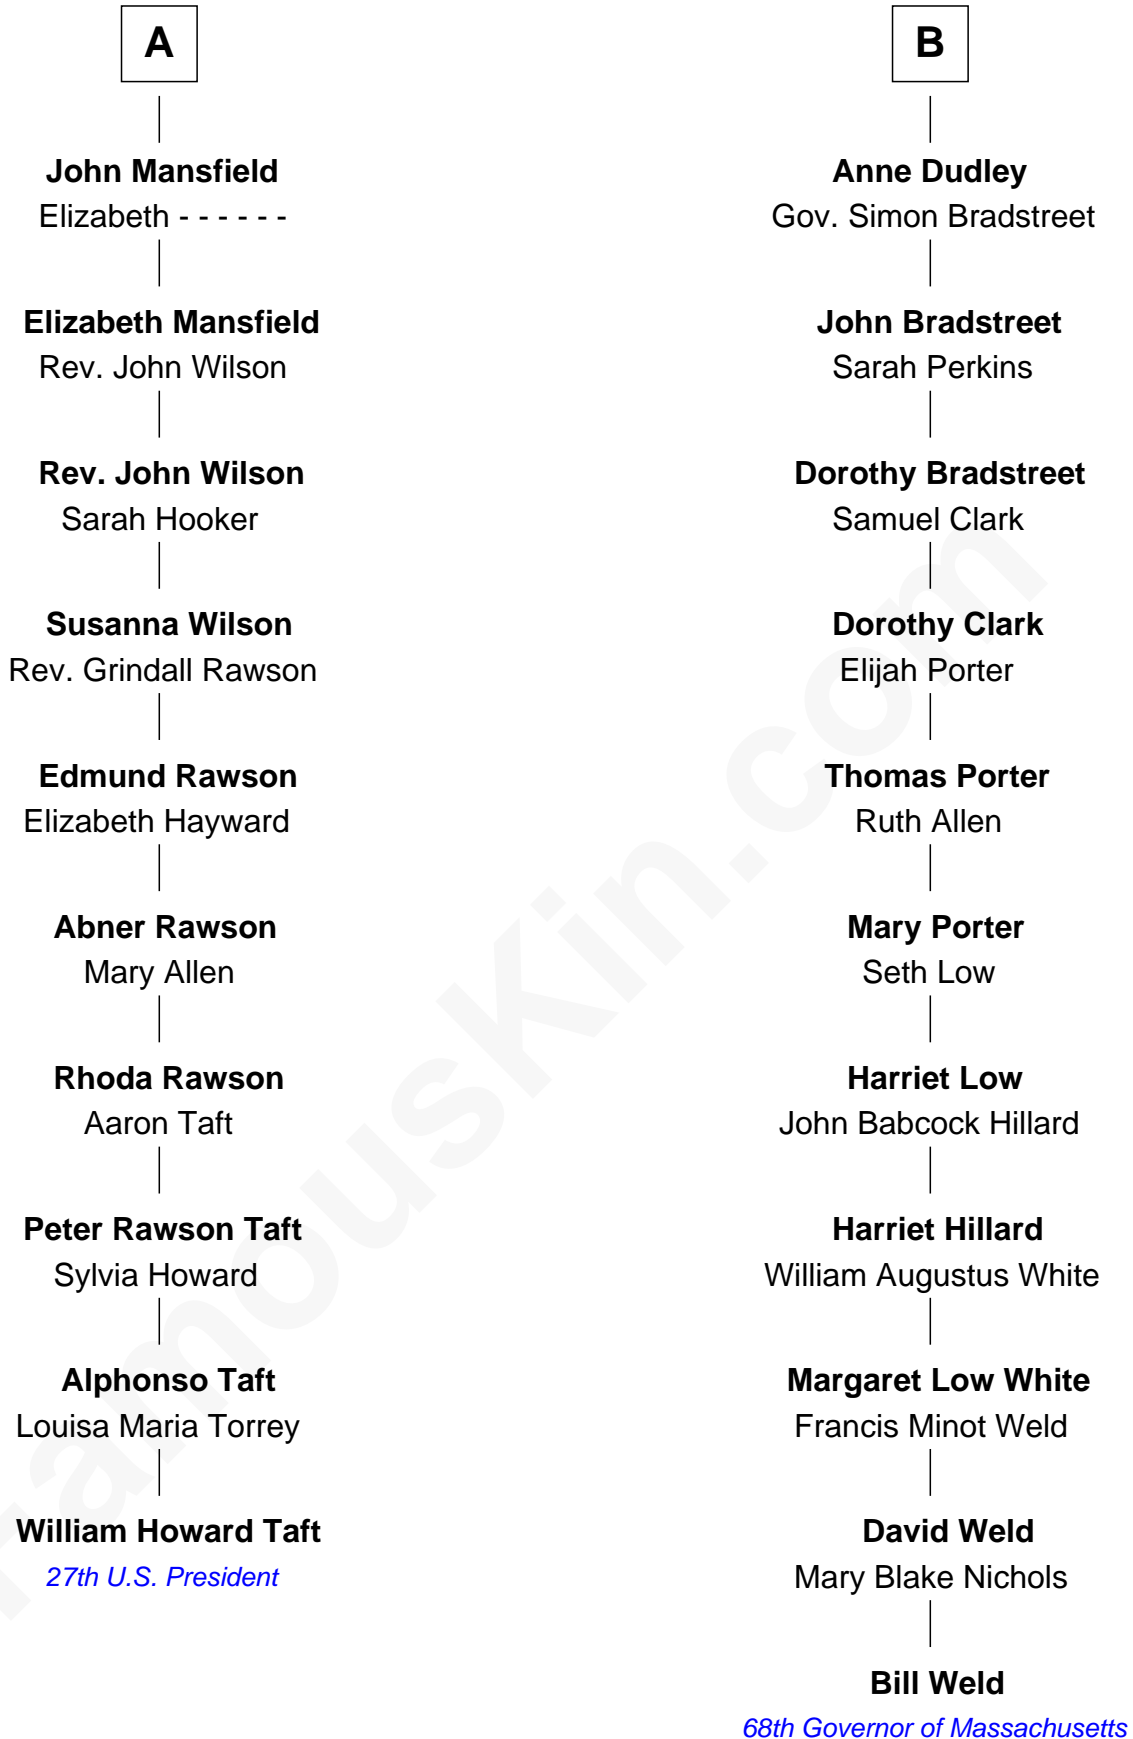 A
John Mansfield
Elizabeth - - - - - -
Elizabeth Mansfield
Rev. John Wilson
Rev. John Wilson
Sarah Hooker
Susanna Wilson
Rev. Grindall Rawson
Edmund Rawson
Elizabeth Hayward
Abner Rawson
Mary Allen
Rhoda Rawson
Aaron Taft
Peter Rawson Taft
Sylvia Howard
Alphonso Taft
Louisa Maria Torrey
William Howard Taft
27th U.S. President
B
Anne Dudley
Gov. Simon Bradstreet
John Bradstreet
Sarah Perkins
Dorothy Bradstreet
Samuel Clark
Dorothy Clark
Elijah Porter
Thomas Porter
Ruth Allen
Mary Porter
Seth Low
Harriet Low
John Babcock Hillard
Harriet Hillard
William Augustus White
Margaret Low White
Francis Minot Weld
David Weld
Mary Blake Nichols
Bill Weld
68th Governor of Massachusetts
FamousKin.com